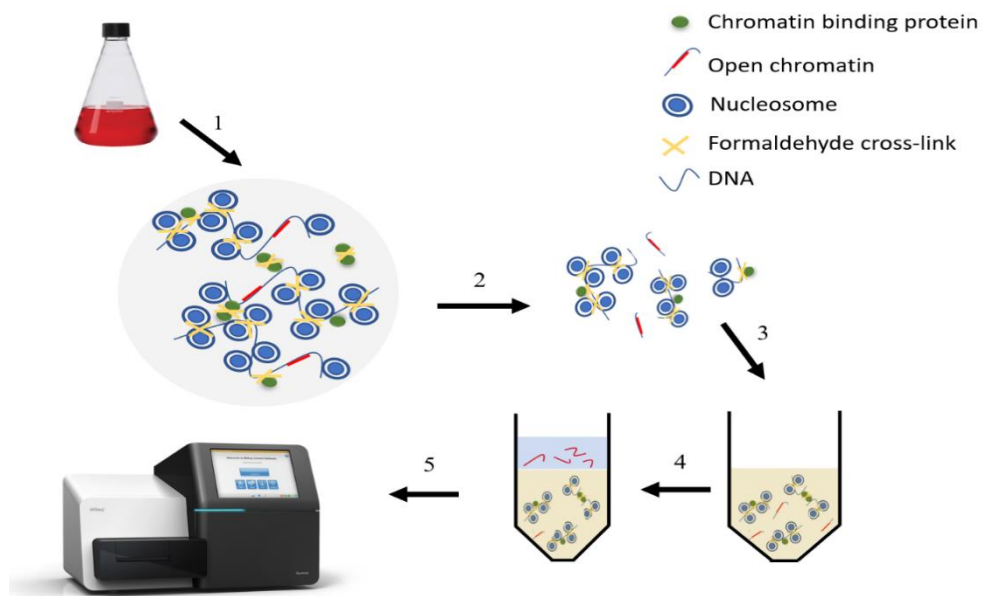 Chromatin binding protein
Open chromatin
Nucleosome
Formaldehyde cross-link
DNA
1
2
3
4
5